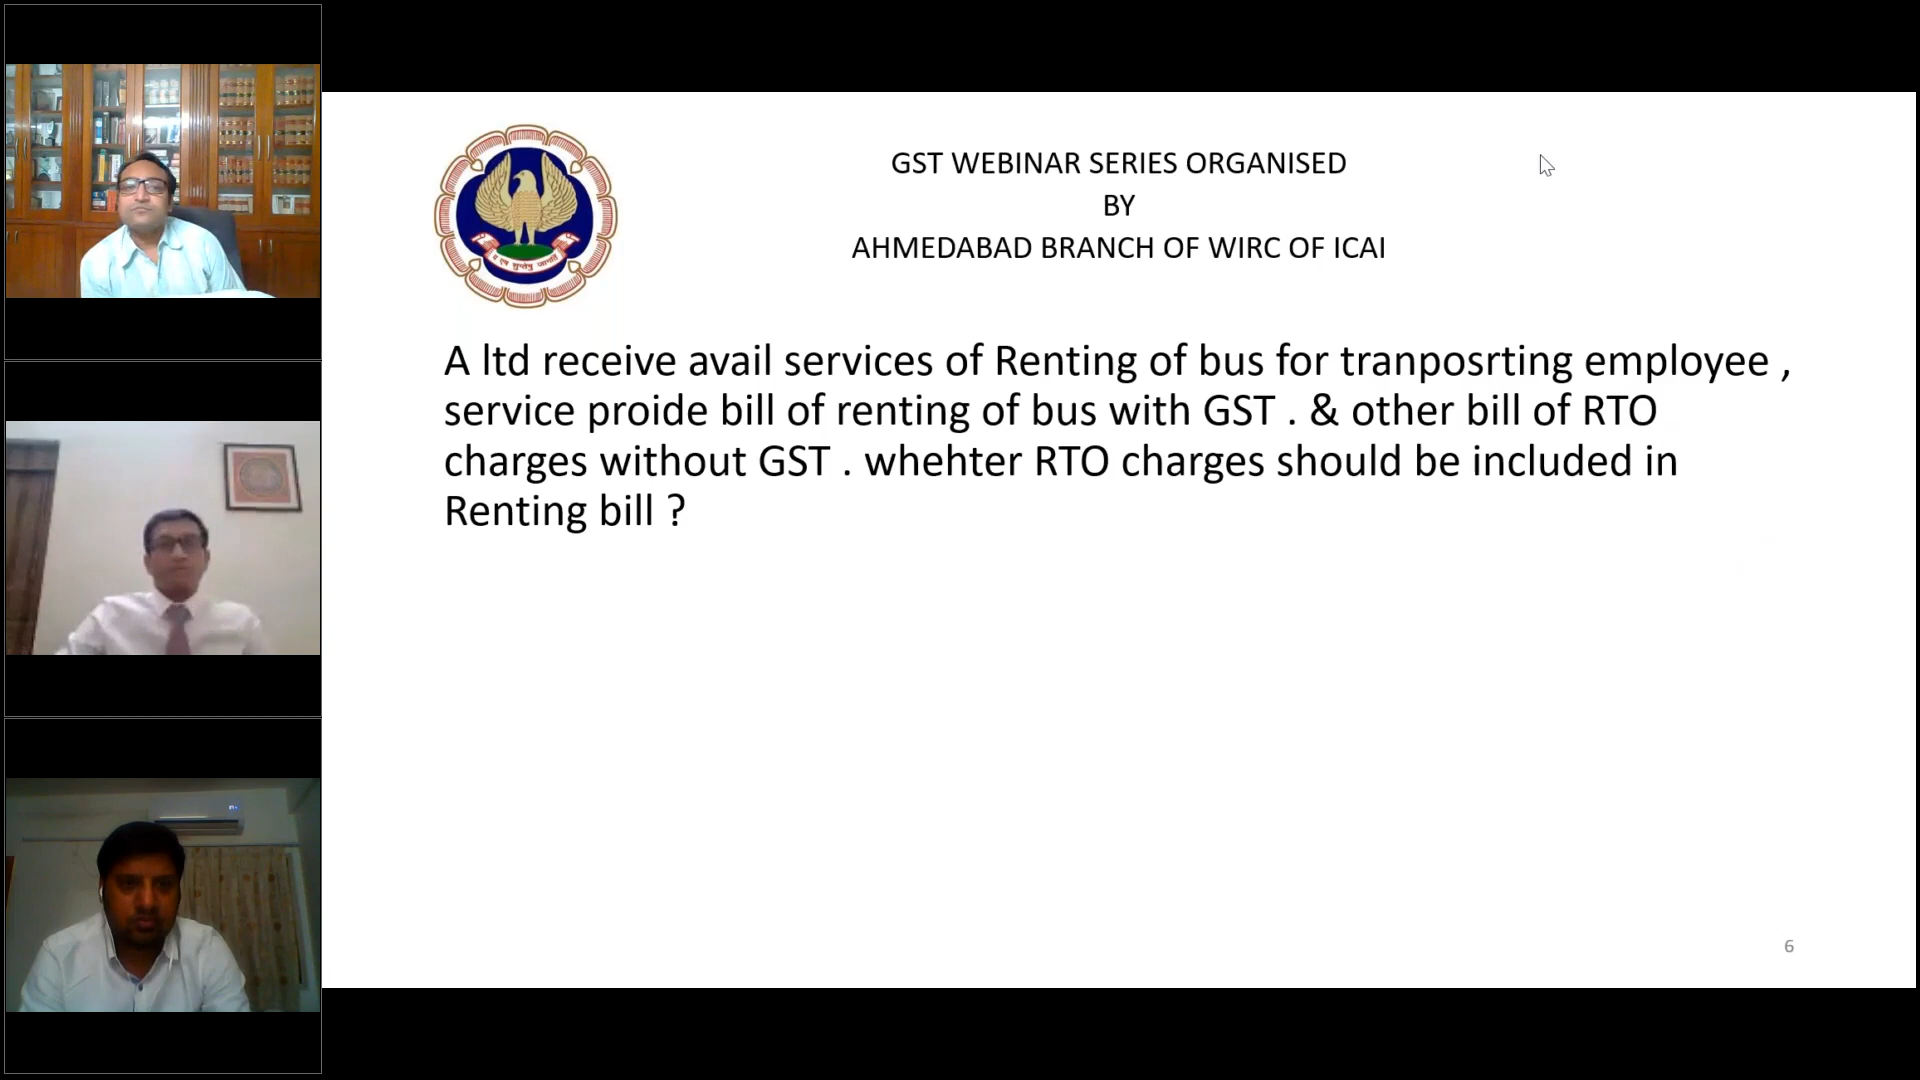 GST WEBINAR SERIES ORGANISED
BY
AHMEDABAD BRANCH OF WIRC OF ICAI
A ltd receive avail services of Renting of bus for tranposrting employee ,
service proide bill of renting of bus with GST . & other bill of RTO
charges without GST . whehter RTO charges should be included in
Renting bill ?
6